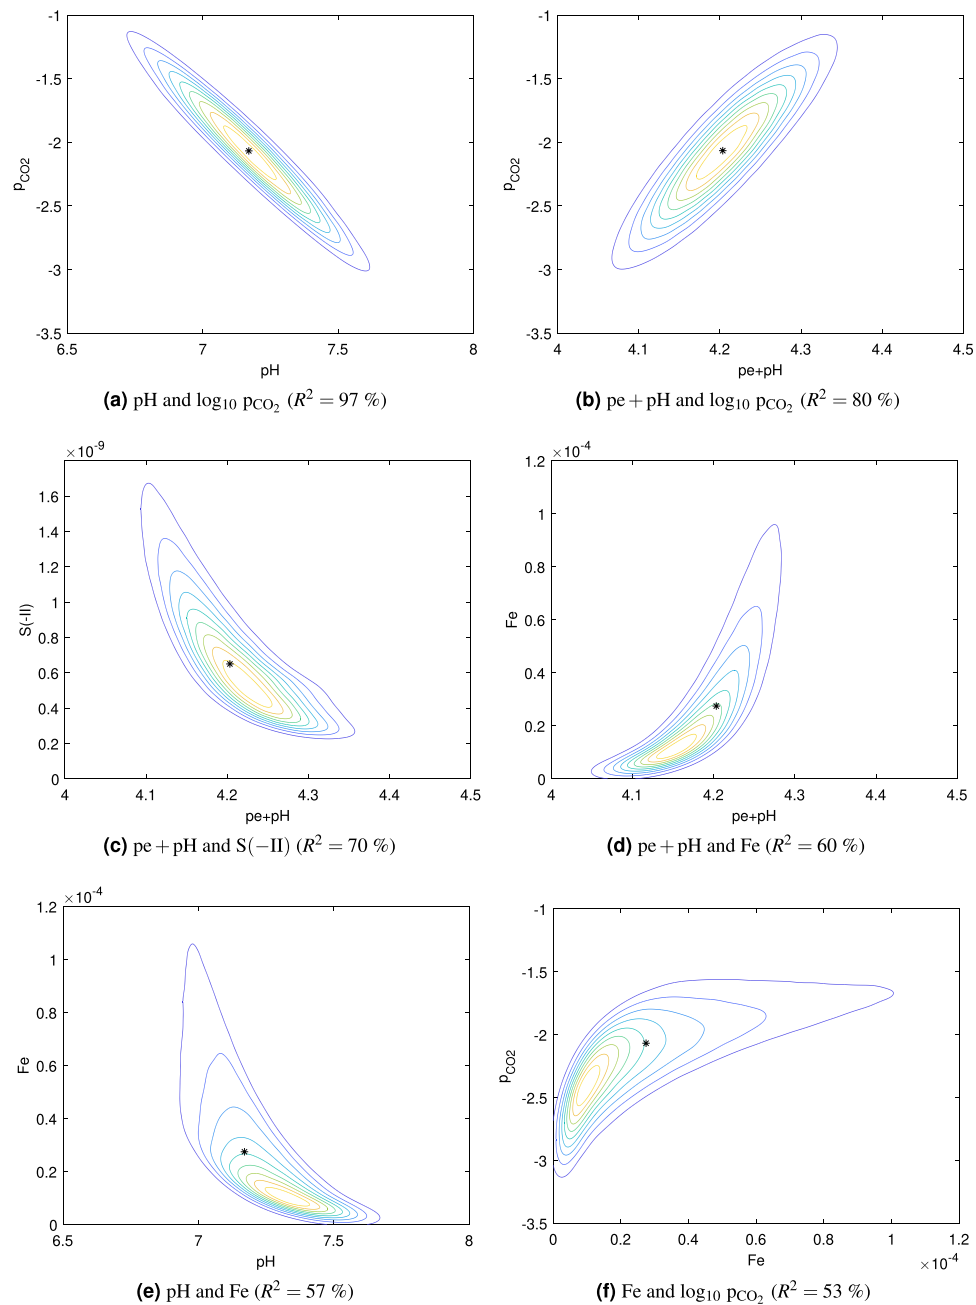 -1
-1.5
-2
-2.5
-3
-3.5
p_CO2
6.5 7 7.5 8
pH
(a) pH and log₁₀ p_CO₂ (R² = 97 %)
-1
-1.5
-2
-2.5
-3
-3.5
p_CO2
4 4.1 4.2 4.3 4.4 4.5
pe+pH
(b) pe+pH and log₁₀ p_CO₂ (R² = 80 %)
×10⁻⁹
1.6
1.4
1.2
1
0.8
0.6
0.4
0.2
0
S(-II)
4 4.1 4.2 4.3 4.4 4.5
pe+pH
(c) pe+pH and S(−II) (R² = 70 %)
×10⁻⁴
1.2
1
0.8
0.6
0.4
0.2
0
Fe
4 4.1 4.2 4.3 4.4 4.5
pe+pH
(d) pe+pH and Fe (R² = 60 %)
×10⁻⁴
1.2
1
0.8
0.6
0.4
0.2
0
Fe
6.5 7 7.5 8
pH
(e) pH and Fe (R² = 57 %)
-1
-1.5
-2
-2.5
-3
-3.5
p_CO2
0 0.2 0.4 0.6 0.8 1 1.2
Fe
×10⁻⁴
(f) Fe and log₁₀ p_CO₂ (R² = 53 %)